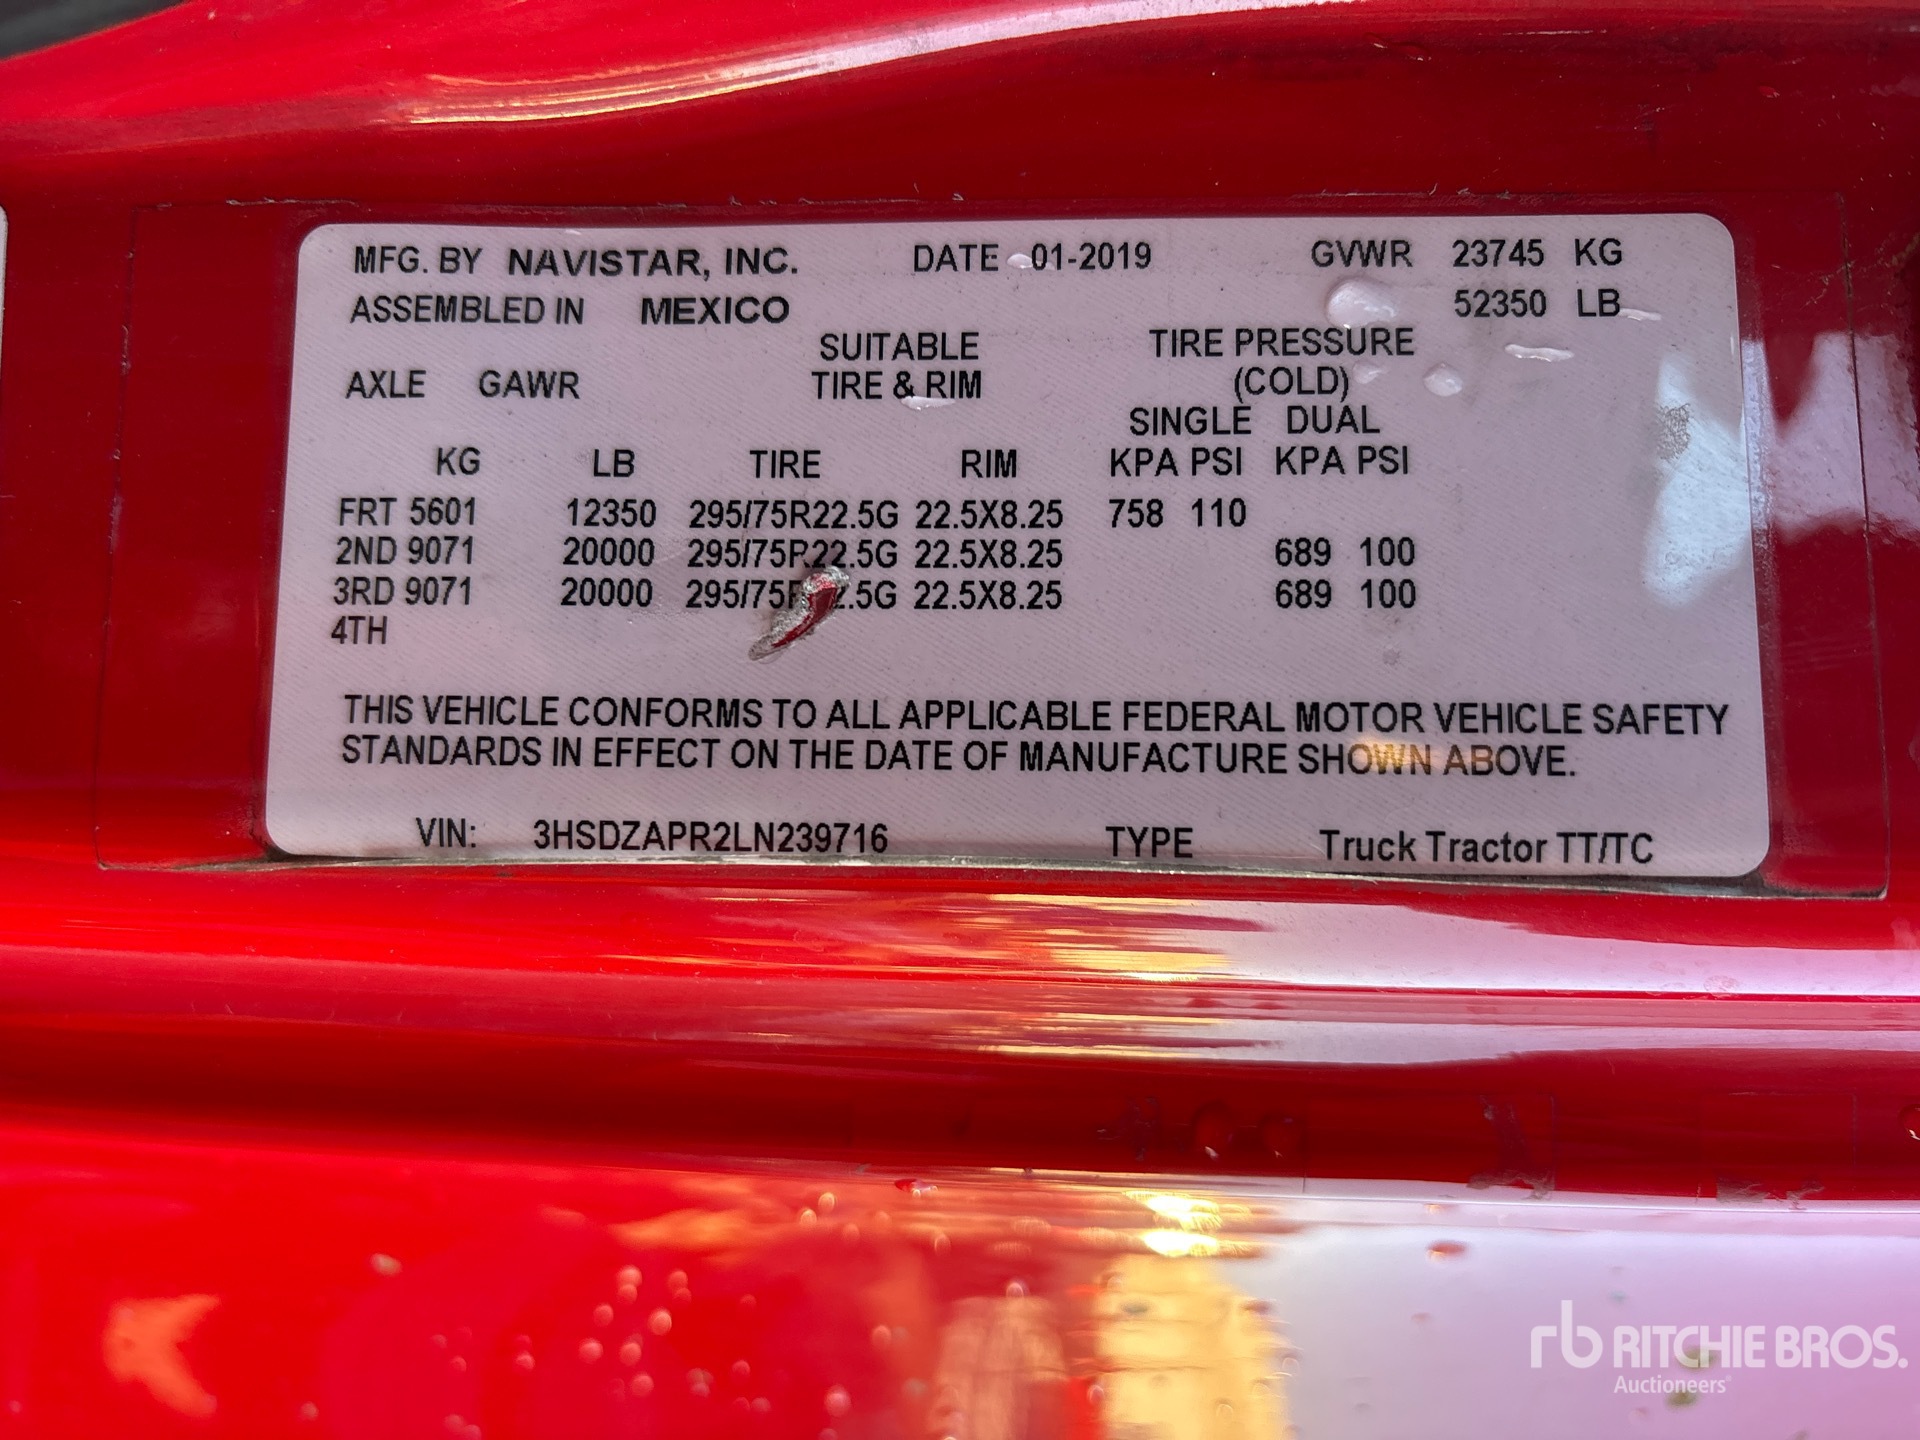 MFG. BY NAVISTAR, INC. DATE 01-2019 GVWR 23745 KG
ASSEMBLED IN MEXICO 52350 LB
SUITABLE TIRE PRESSURE
AXLE GAWR TIRE & RIM (COLD)
SINGLE DUAL
KG LB TIRE RIM KPA PSI KPA PSI
FRT 5601 12350 295/75R22.5G 22.5X8.25 758 110
2ND 9071 20000 295/75R22.5G 22.5X8.25 689 100
3RD 9071 20000 22.5X8.25 689 100
4TH
THIS VEHICLE CONFORMS TO ALL APPLICABLE FEDERAL MOTOR VEHICLE SAFETY
STANDARDS IN EFFECT ON THE DATE OF MANUFACTURE SHOWN ABOVE.
VIN: 3HSDZAPR2LN239716 TYPE Truck Tractor TT/TC
rb RITCHIE BROS.
Auctioneers